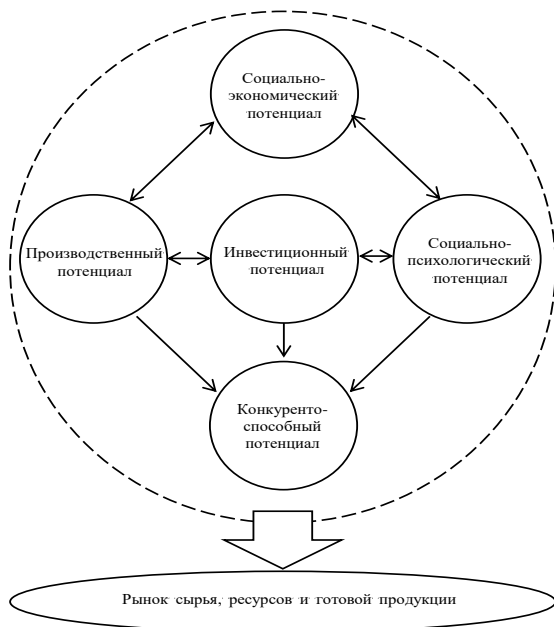 Социально-
экономический
потенциал
Производственный
потенциал
Инвестиционный
потенциал
Социально-
психологический
потенциал
Конкуренто-
способный
потенциал
Рынок сырья, ресурсов и готовой продукции